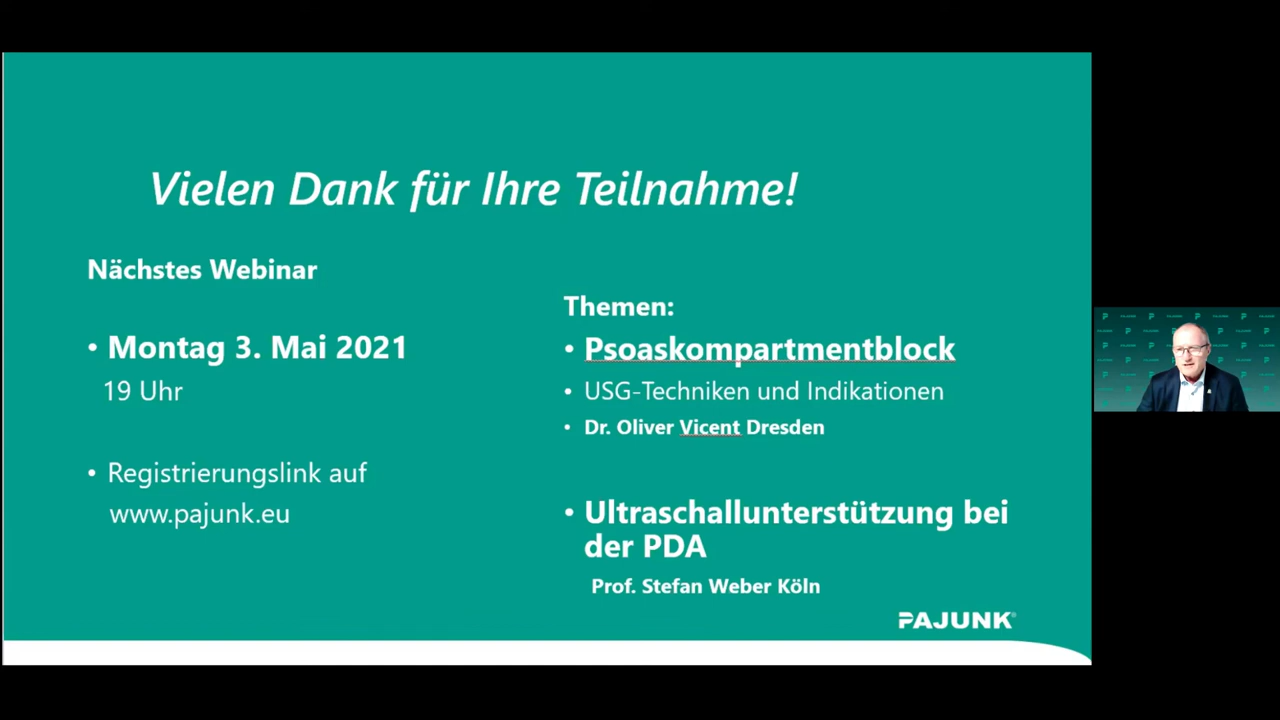 Vielen Dank für Ihre Teilnahme!
Nächstes Webinar
• Montag 3. Mai 2021
19 Uhr
• Registrierungslink auf
www.pajunk.eu
Themen:
• Psoaskompartmentblock
• USG-Techniken und Indikationen
• Dr. Oliver Vicent Dresden
• Ultraschallunterstützung bei
der PDA
Prof. Stefan Weber Köln
PAJUNK®